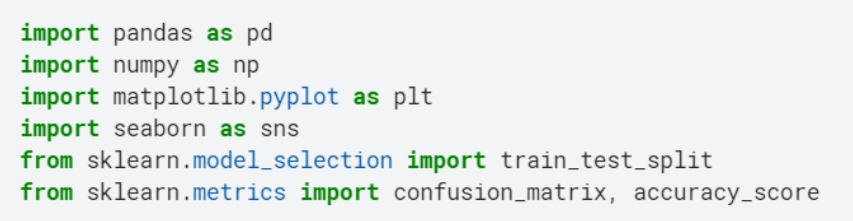 import pandas as pd
import numpy as np
import matplotlib.pyplot as plt
import seaborn as sns
from sklearn.model_selection import train_test_split
from sklearn.metrics import confusion_matrix, accuracy_score